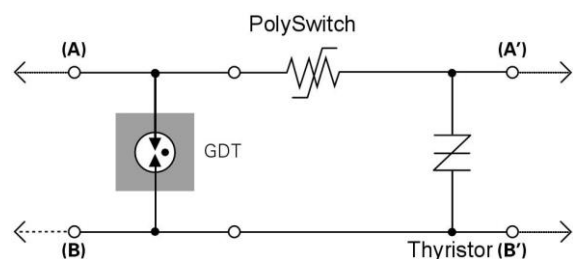 PolySwitch
(A)
(A’)
GDT
(B)
Thyristor (B’)